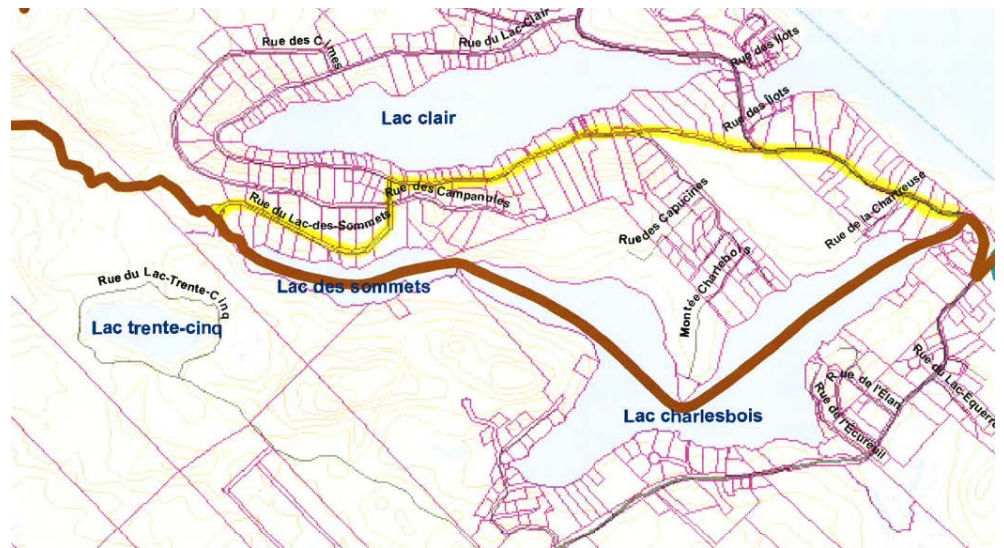 Rue des Cimes
Rue du Lac-Clair
Rue des Îlots
Lac clair
Rue des Îlots
Rue des Campanules
Rue du Lac-des-Sommets
Rue de la Chartreuse
Rue des Capucines
Montée Charlebois
Rue du Lac-Trente-Cinq
Lac des sommets
Lac trente-cinq
Rue du Lac-Équerre
Rue de l'Élan
Rue de l'Écureuil
Lac charlesbois